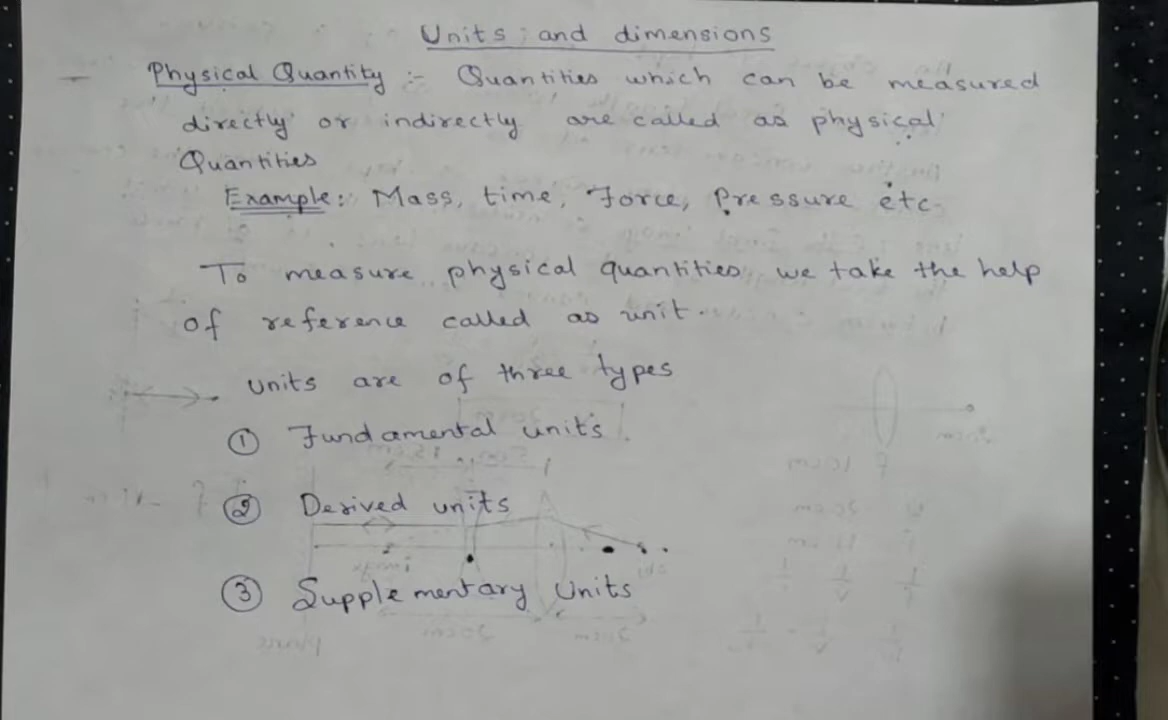 Units and dimensions
Physical Quantity :- Quantities which can be measured
directly or indirectly are called as physical
Quantities
Example: Mass, time, Force, Pressure etc.
To measure physical quantities we take the help
of reference called as unit.
Units are of three types
① Fundamental units.
② Derived units
③ Supplementary Units